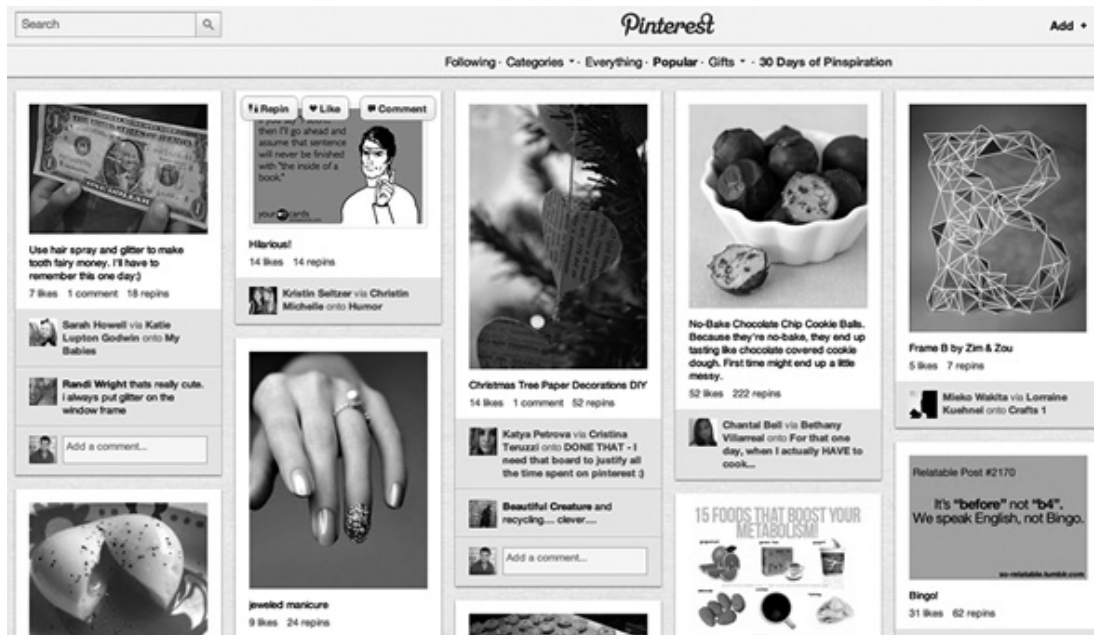 Search
Pinterest
Add +
Following · Categories · Everything · Popular · Gifts · 30 Days of Pinspiration
Use hair spray and glitter to make
tooth fairy money. I'll have to
remember this one day:)
7 likes 1 comment 18 repins
Sarah Howell via Katie
Lupton Godwin onto My
Babies
Randi Wright thats really cute.
i always put glitter on the
window frame
Add a comment...
Repin Like Comment
then I'll go ahead and
assume that sentence
will never be finished
with "the inside of a
book."
your cards
Hilarious!
14 likes 14 repins
Kristin Seltzer via Christin
Michelle onto Humor
jeweled manicure
9 likes 24 repins
Christmas Tree Paper Decorations DIY
14 likes 1 comment 52 repins
Katya Petrova via Cristina
Teruzzi onto DONE THAT - I
need that board to justify all
the time spent on pinterest :)
Beautiful Creature and
recycling.... clever....
Add a comment...
No-Bake Chocolate Chip Cookie Balls.
Because they're no-bake, they end up
tasting like chocolate covered cookie
dough. First time might end up a little
messy.
52 likes 222 repins
Chantal Bell via Bethany
Villarreal onto For that one
day, when I actually HAVE to
cook...
15 FOODS THAT BOOST YOUR
METABOLISM!
Frame B by Zim & Zou
5 likes 7 repins
Mieko Wakita via Lorraine
Kuehnel onto Crafts 1
Relatable Post #2170
It's "before" not "b4".
We speak English, not Bingo.
so-relatable.tumblr.com
Bingo!
31 likes 62 repins